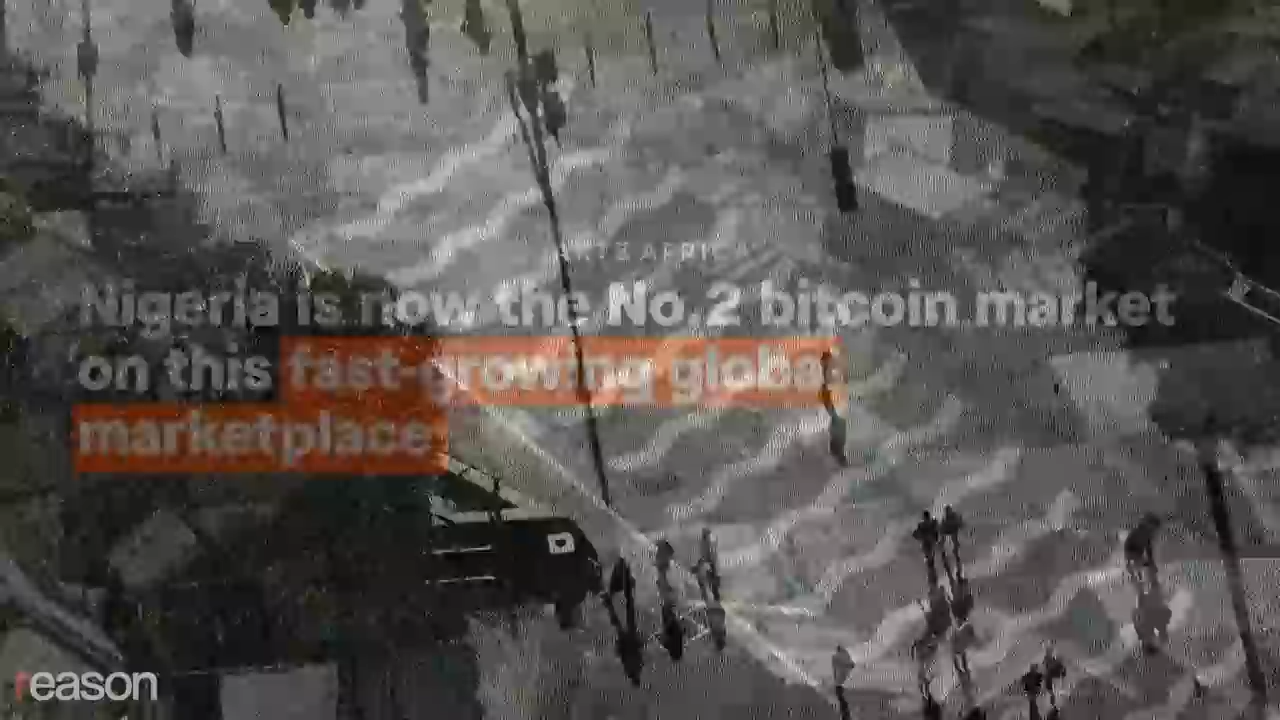 Nigeria is now the No.2 bitcoin market
on this fast-growing global
marketplace
reason